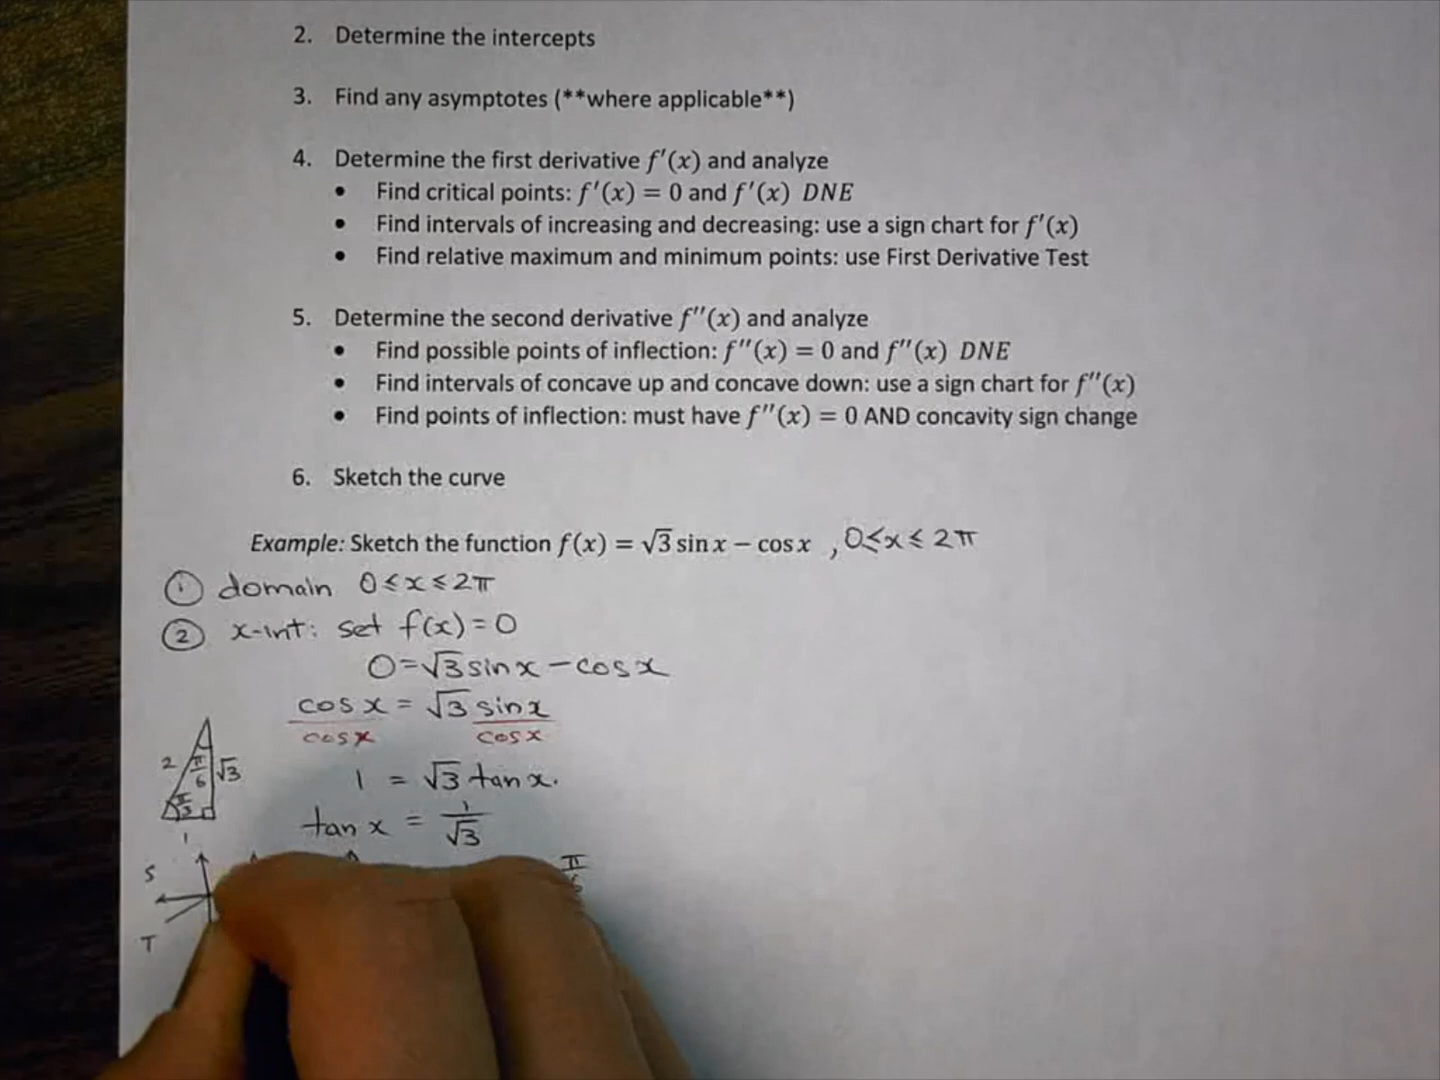 2. Determine the intercepts
3. Find any asymptotes (**where applicable**)
4. Determine the first derivative f′(x) and analyze
• Find critical points: f′(x) = 0 and f′(x) DNE
• Find intervals of increasing and decreasing: use a sign chart for f′(x)
• Find relative maximum and minimum points: use First Derivative Test
5. Determine the second derivative f′′(x) and analyze
• Find possible points of inflection: f′′(x) = 0 and f′′(x) DNE
• Find intervals of concave up and concave down: use a sign chart for f′′(x)
• Find points of inflection: must have f′′(x) = 0 AND concavity sign change
6. Sketch the curve
Example: Sketch the function f(x) = √3 sin x − cos x , 0≤x≤2π
① domain 0≤x≤2π
② x-int: set f(x)=0
0=√3 sinx −cosx
cosx = √3 sinx
cosx cosx
2 π/6 √3
π/3
1
1 = √3 tanx.
tanx = 1/√3
S
T
π